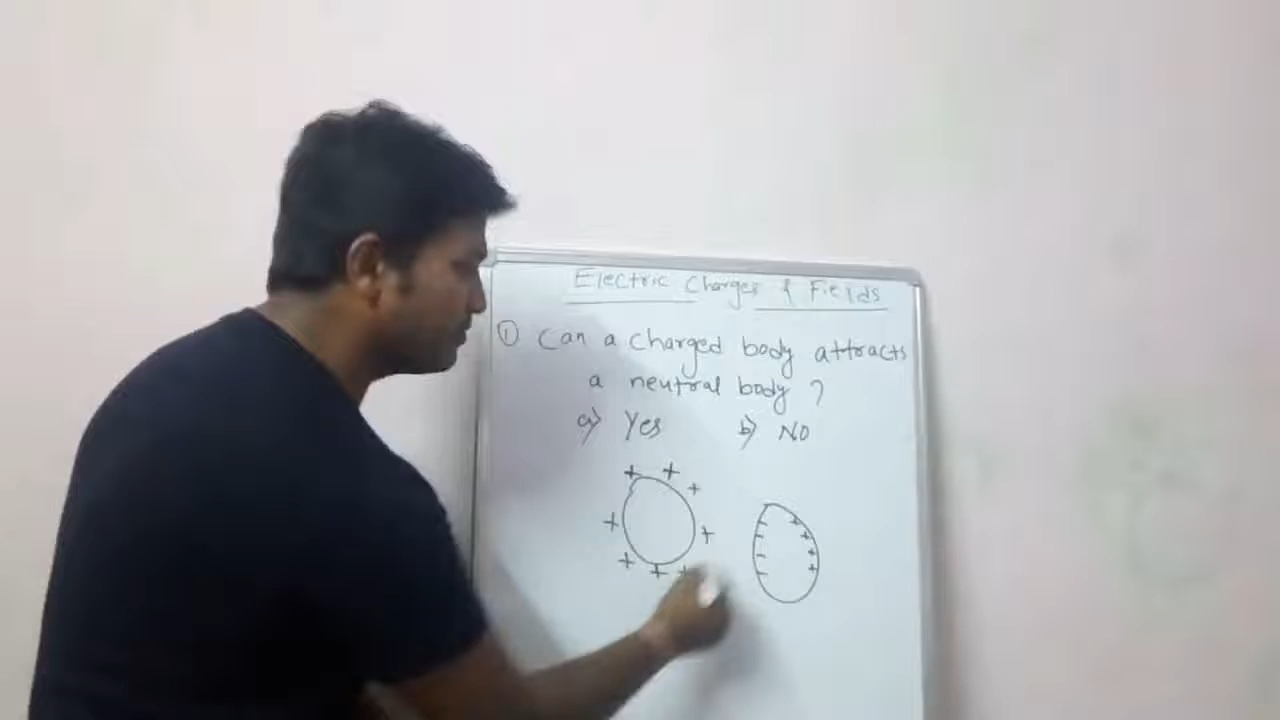 Electric Charges & Fields
① Can a charged body attracts
a neutral body ?
a) Yes b) No